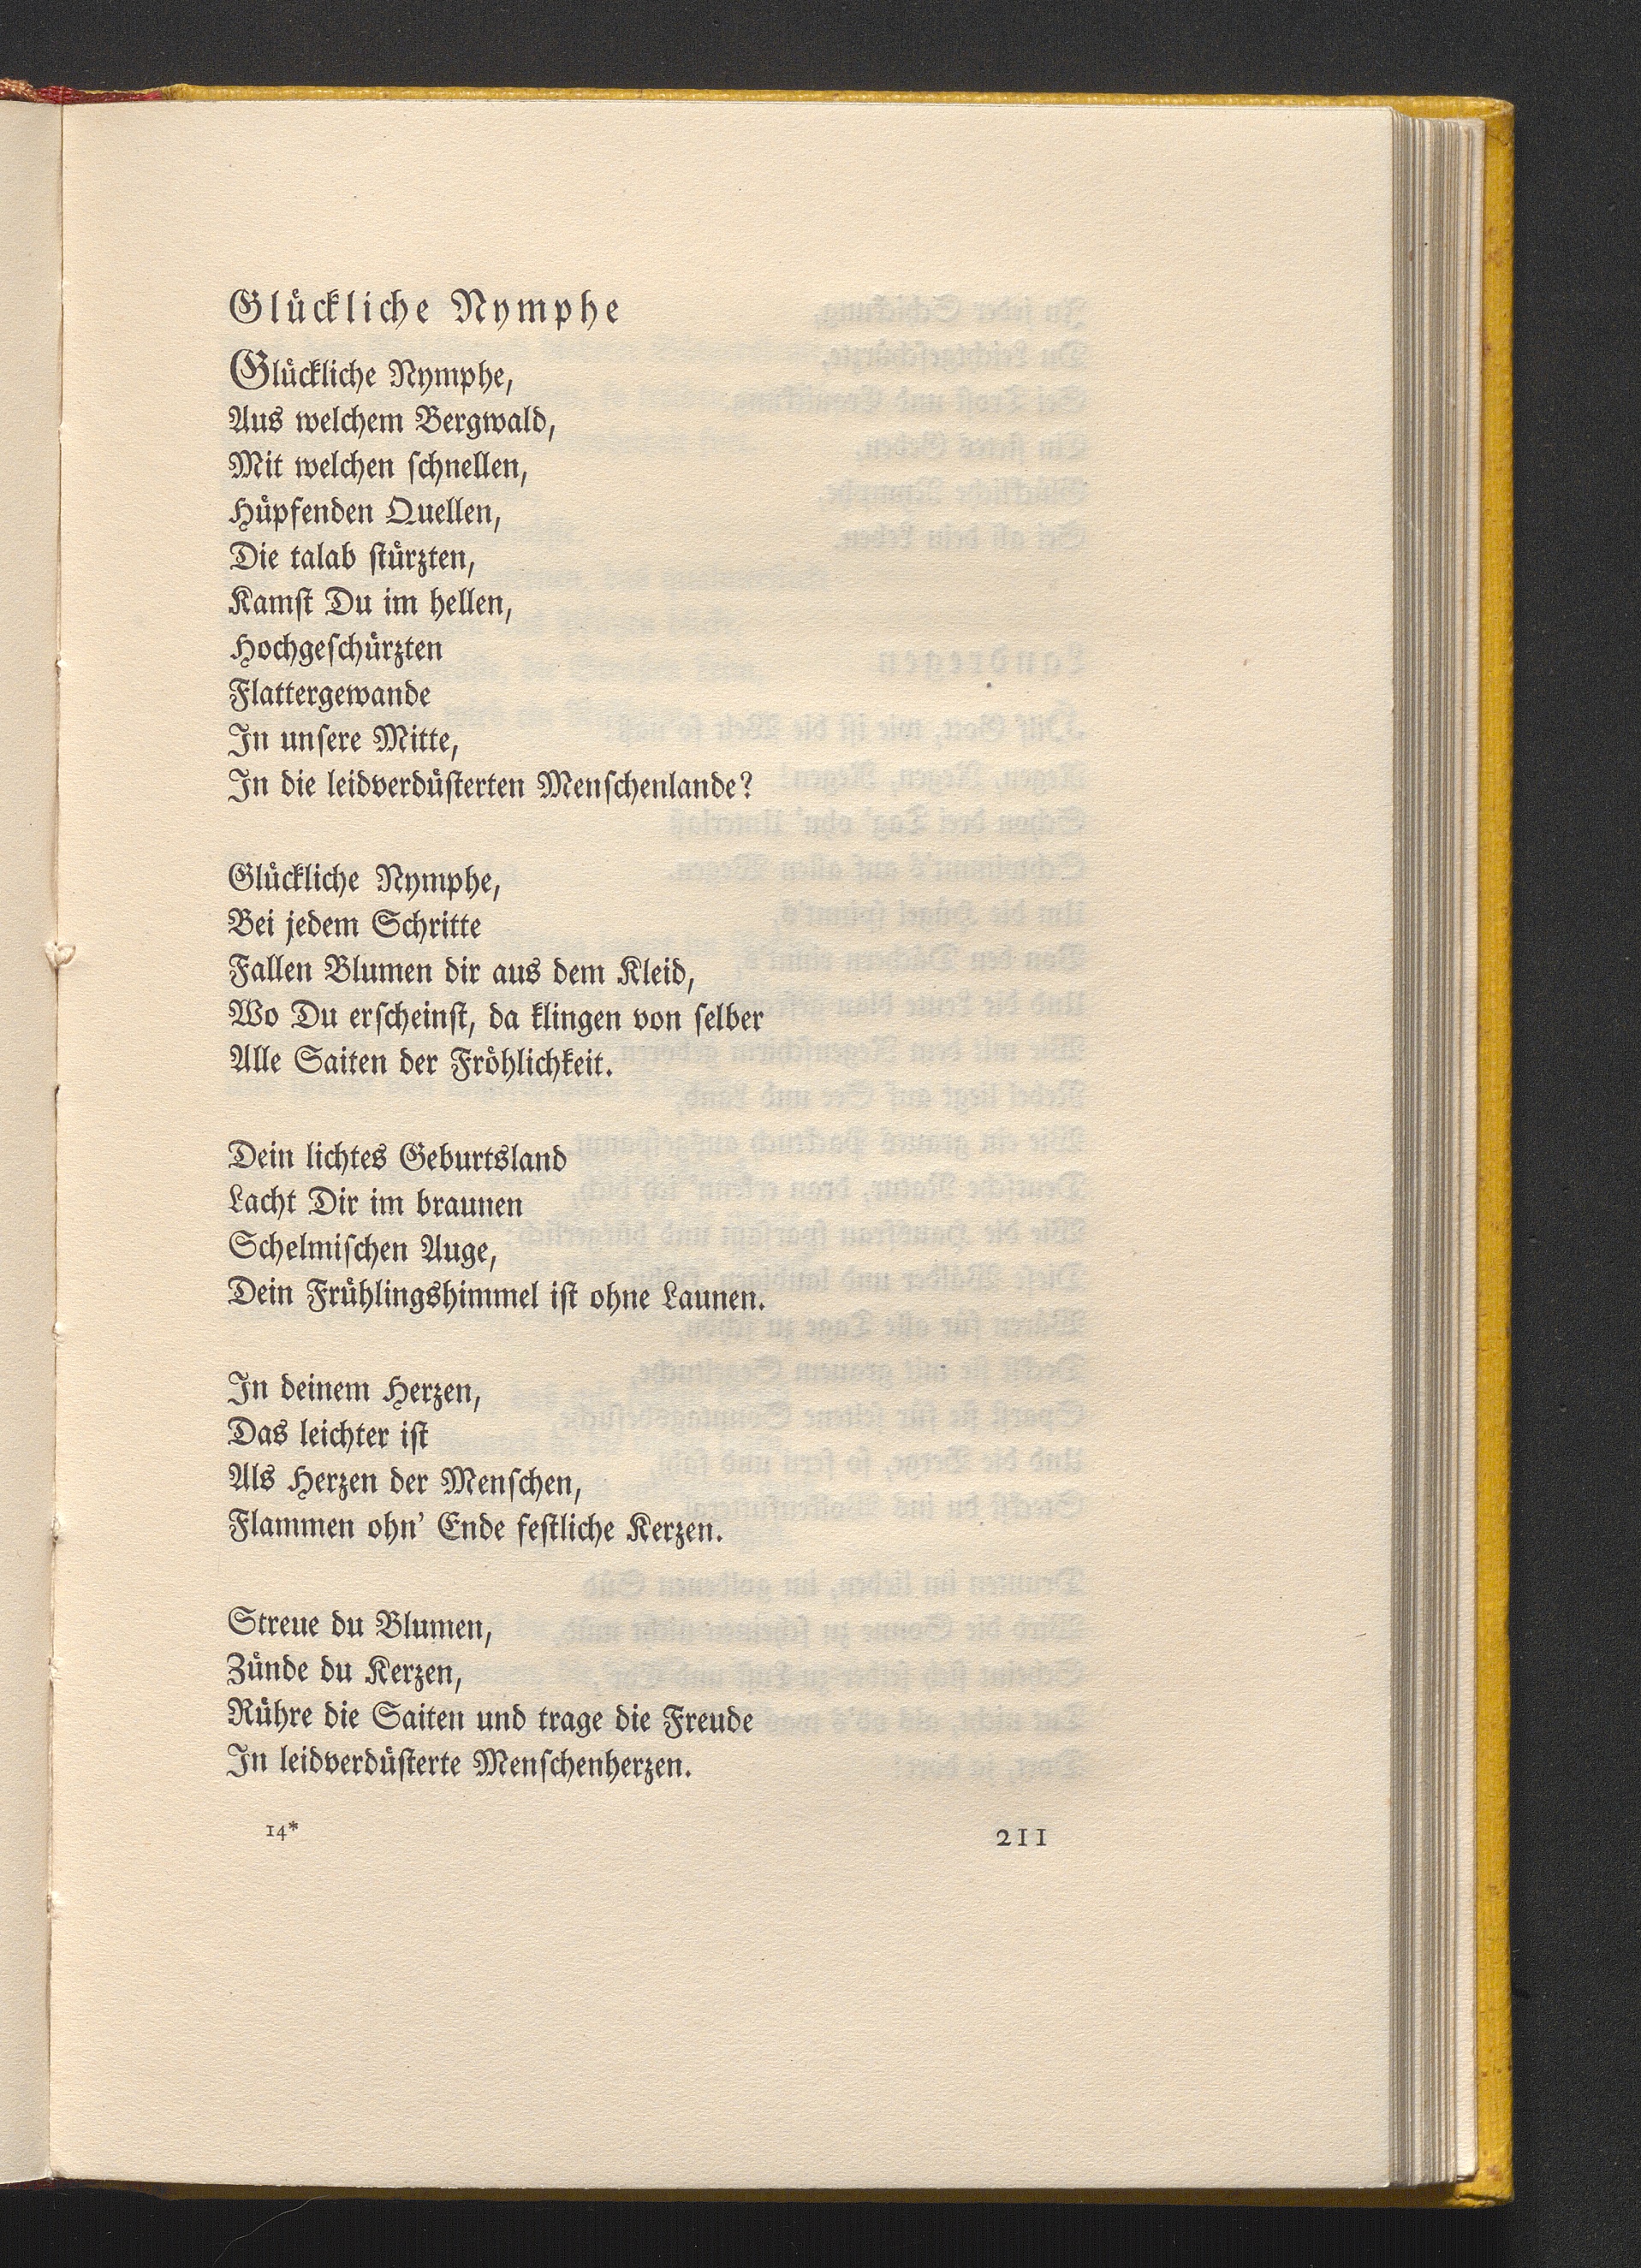 Glückliche Nymphe
Glückliche Nymphe,
Aus welchem Bergwald,
Mit welchen ſchnellen,
Hüpfenden Quellen,
Die talab ſtürzten,
Kamſt Du im hellen,
Hochgeſchürzten
Flattergewande
In unſere Mitte,
In die leidverdüſterten Menſchenlande?
Glückliche Nymphe,
Bei jedem Schritte
Fallen Blumen dir aus dem Kleid,
Wo Du erſcheinſt, da klingen von ſelber
Alle Saiten der Fröhlichkeit.
Dein lichtes Geburtsland
Lacht Dir im braunen
Schelmiſchen Auge,
Dein Frühlingshimmel iſt ohne Launen.
In deinem Herzen,
Das leichter iſt
Als Herzen der Menſchen,
Flammen ohn’ Ende feſtliche Kerzen.
Streue du Blumen,
Zünde du Kerzen,
Rühre die Saiten und trage die Freude
In leidverdüſterte Menſchenherzen.
14*
211